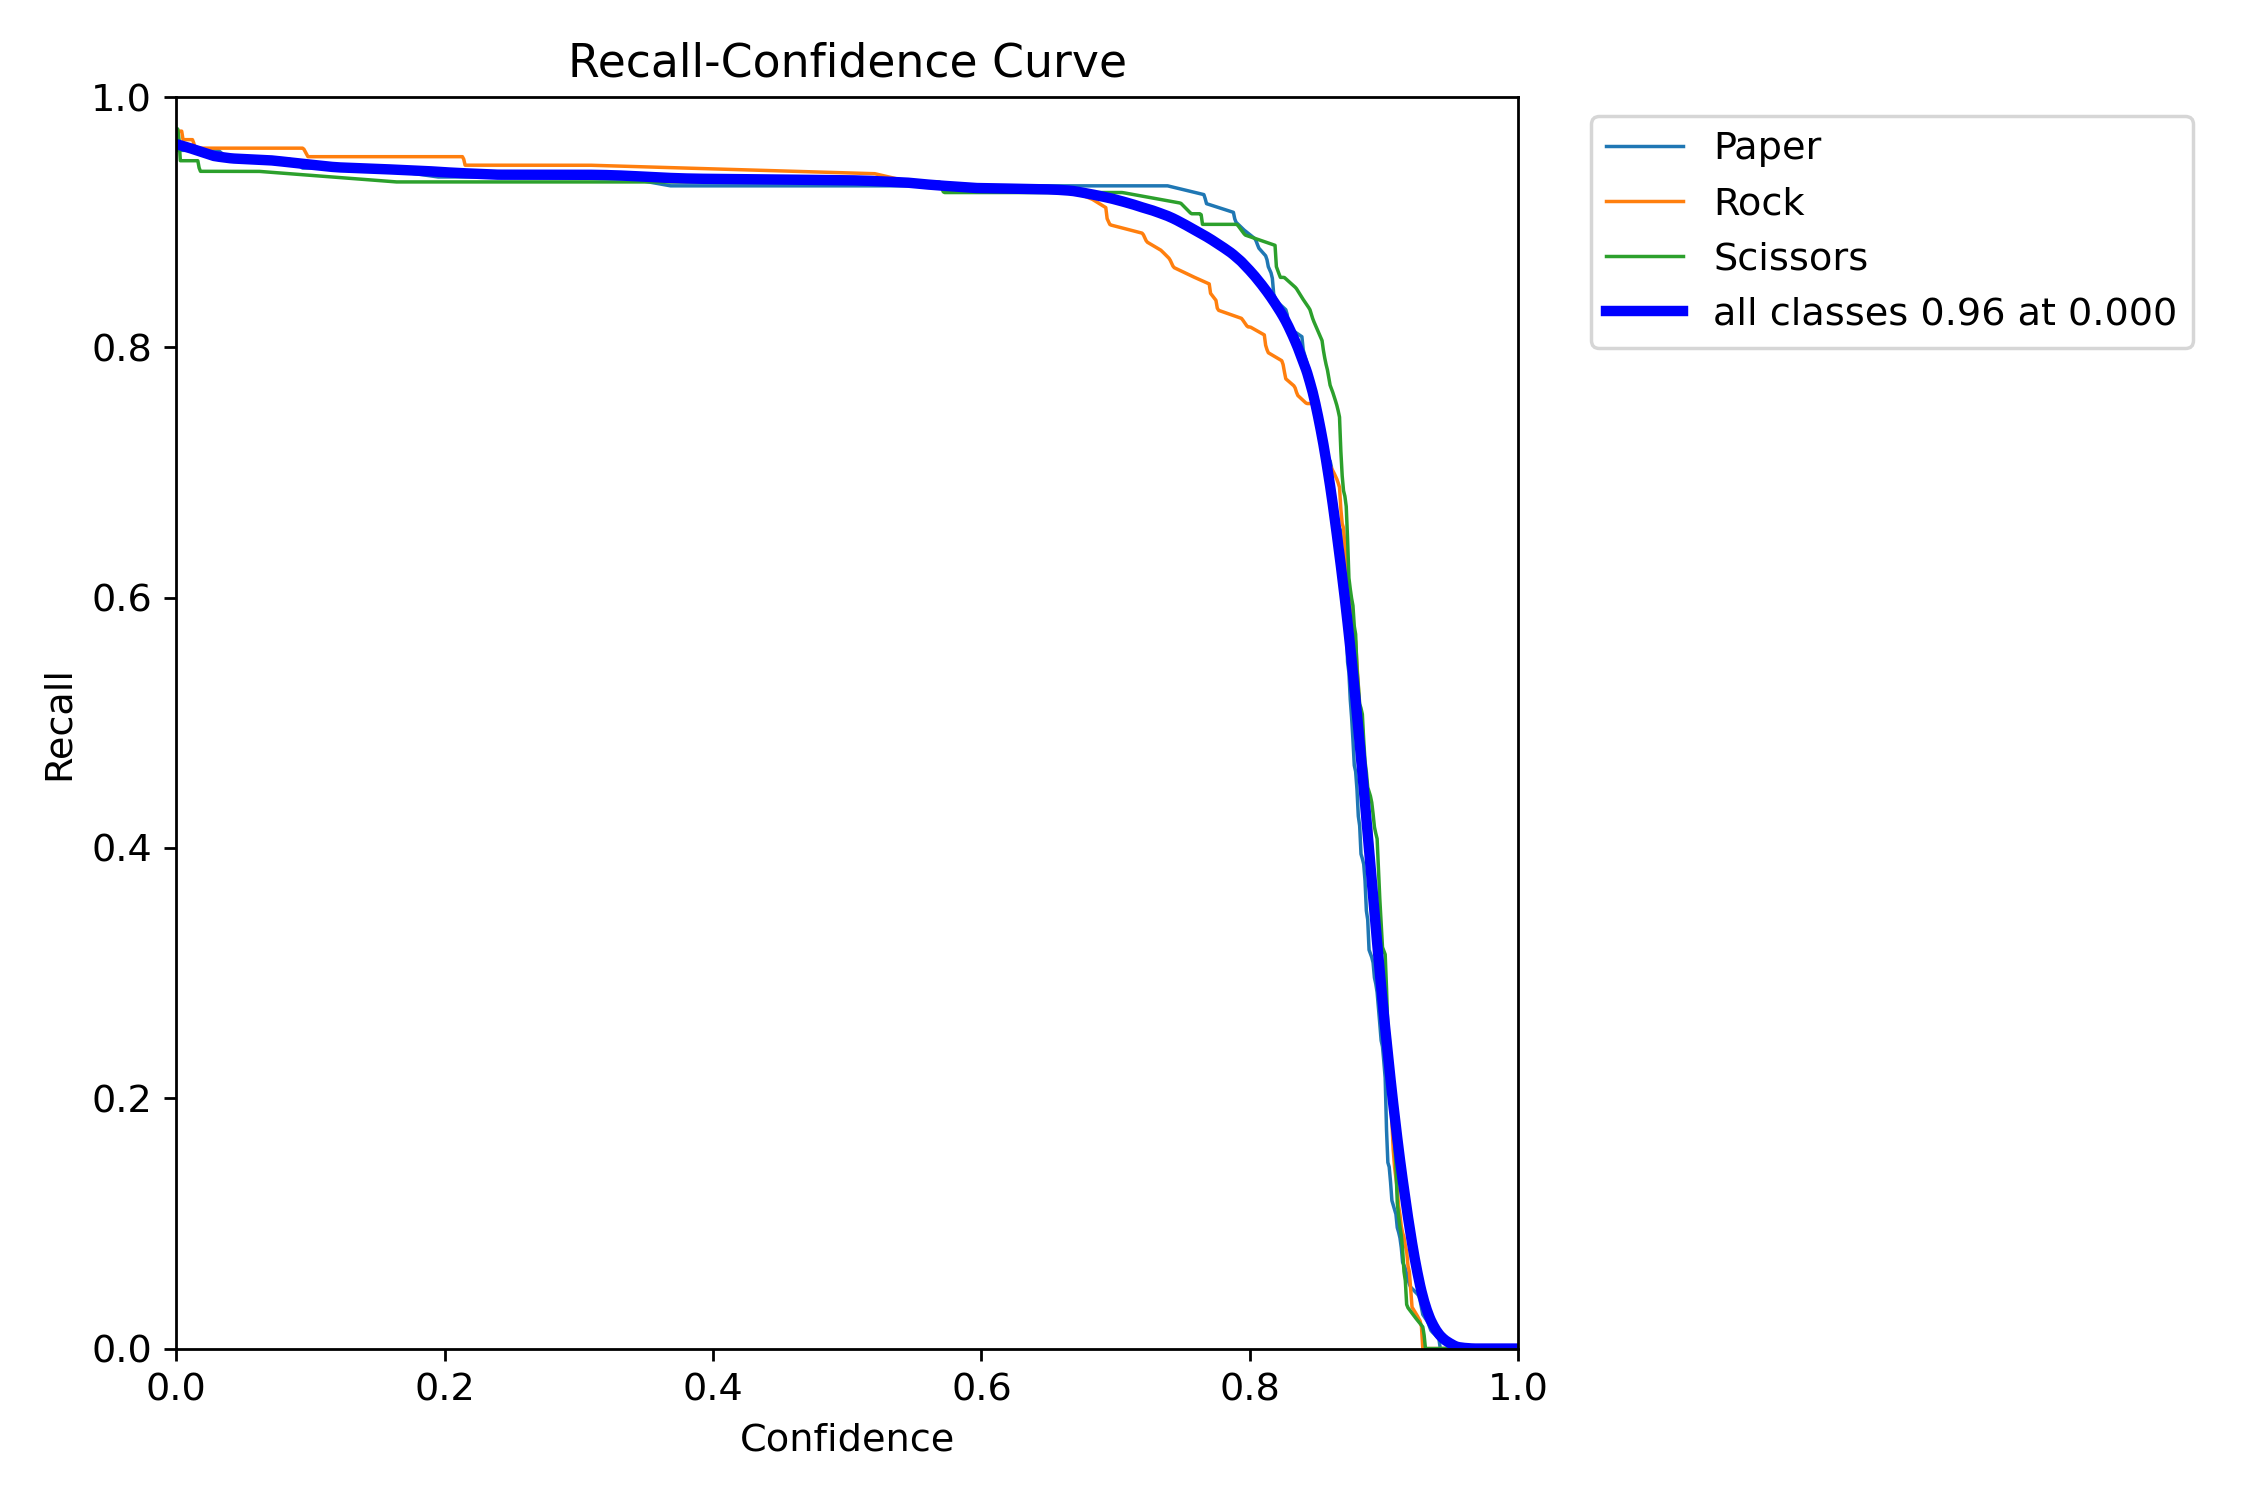 Recall-Confidence Curve
1.0
0.8
0.6
0.4
0.2
0.0
Recall
0.0 0.2 0.4 0.6 0.8 1.0
Confidence
Paper
Rock
Scissors
all classes 0.96 at 0.000